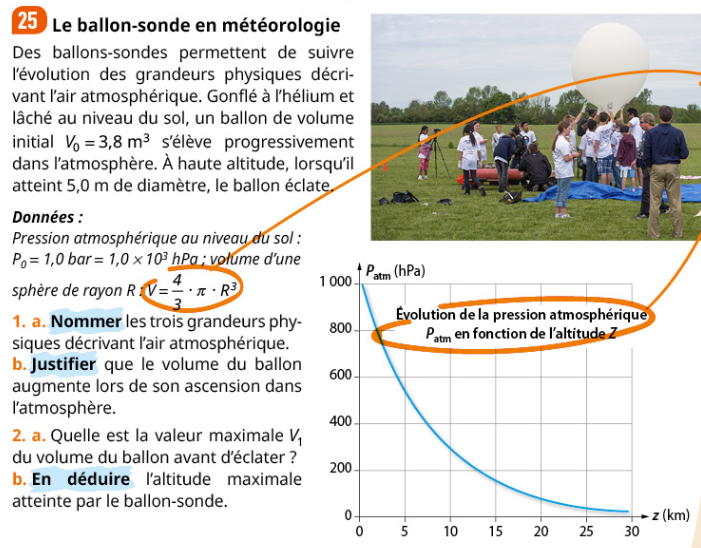 25 Le ballon-sonde en météorologie
Des ballons-sondes permettent de suivre
l'évolution des grandeurs physiques décri-
vant l'air atmosphérique. Gonflé à l'hélium et
lâché au niveau du sol, un ballon de volume
initial V₀ = 3,8 m³ s'élève progressivement
dans l'atmosphère. À haute altitude, lorsqu'il
atteint 5,0 m de diamètre, le ballon éclate.
Données :
Pression atmosphérique au niveau du sol :
P₀ = 1,0 bar = 1,0 × 10³ hPa ; volume d'une
sphère de rayon R : V = 4/3 · π · R³
1. a. Nommer les trois grandeurs phy-
siques décrivant l'air atmosphérique.
b. Justifier que le volume du ballon
augmente lors de son ascension dans
l'atmosphère.
2. a. Quelle est la valeur maximale V₁
du volume du ballon avant d'éclater ?
b. En déduire l'altitude maximale
atteinte par le ballon-sonde.
Patm (hPa)
Évolution de la pression atmosphérique
Patm en fonction de l'altitude Z
1 000
800
600
400
200
0
0 5 10 15 20 25 30
z (km)